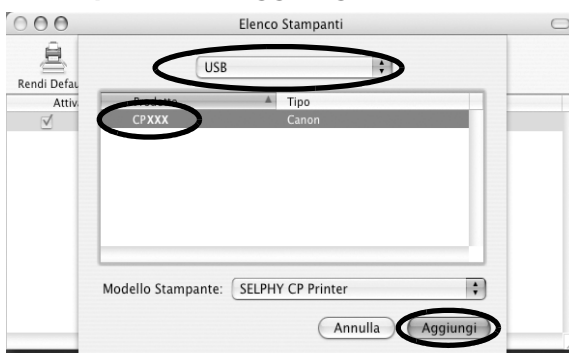 Elenco Stampanti
USB
Rendi Defau
Attiv
Prodotto Tipo
CPXXX Canon
Modello Stampante: SELPHY CP Printer
Annulla Aggiungi